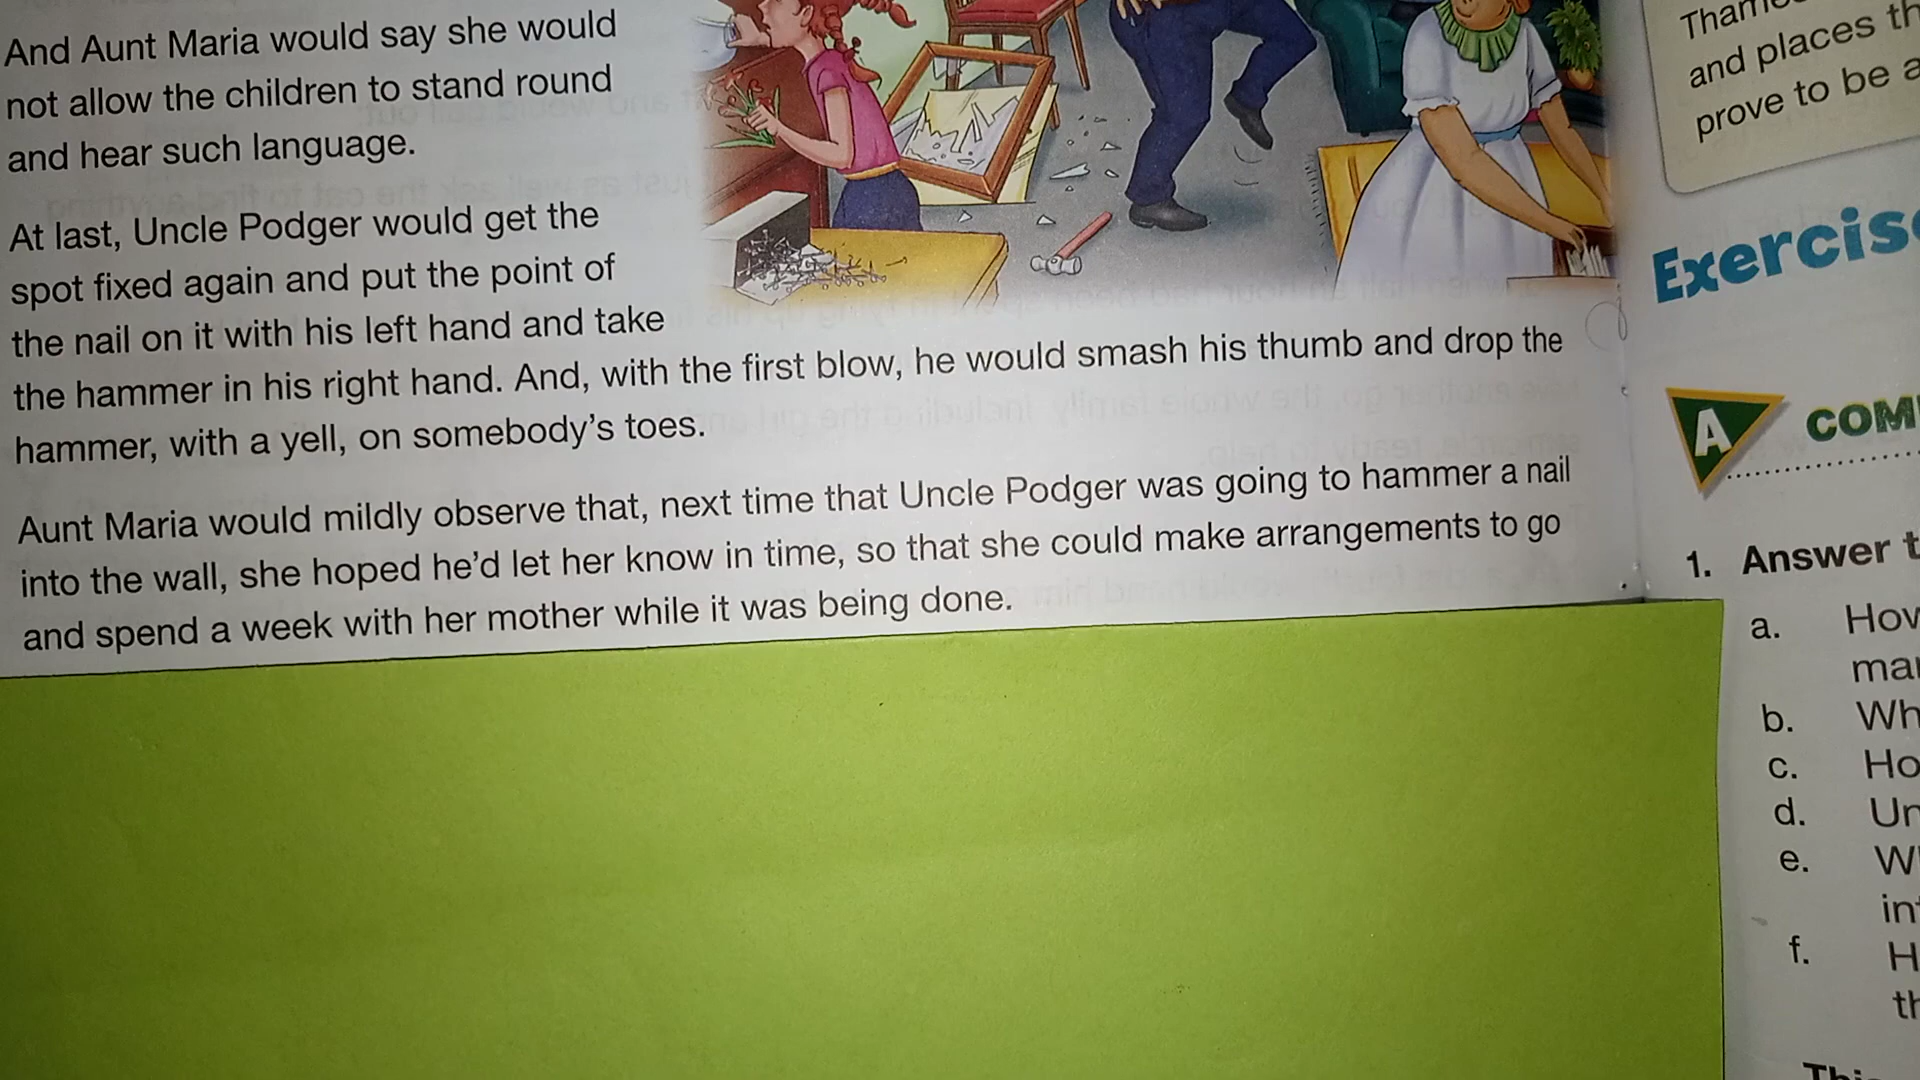 And Aunt Maria would say she would
not allow the children to stand round
and hear such language.
At last, Uncle Podger would get the
spot fixed again and put the point of
the nail on it with his left hand and take
the hammer in his right hand. And, with the first blow, he would smash his thumb and drop the
hammer, with a yell, on somebody's toes.
Aunt Maria would mildly observe that, next time that Uncle Podger was going to hammer a nail
into the wall, she hoped he'd let her know in time, so that she could make arrangements to go
and spend a week with her mother while it was being done.
and places
prove to be a
A
1. Answer
a.
b.
c.
d.
e.
f.